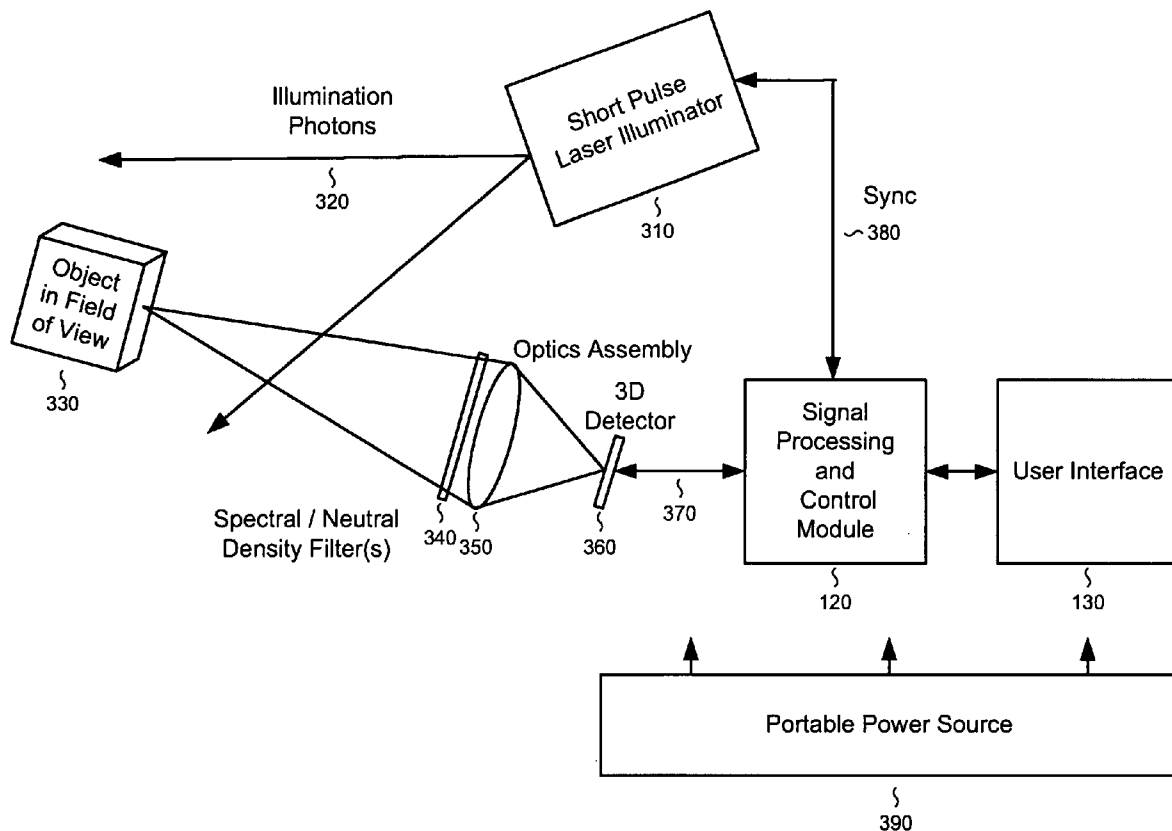 Illumination
Photons
320
Short Pulse
Laser Illuminator
310
Sync
380
Object
in Field
of View
330
Optics Assembly
3D
Detector
Spectral / Neutral
Density Filter(s)
340
350
360
370
Signal
Processing
and
Control
Module
120
User Interface
130
Portable Power Source
390